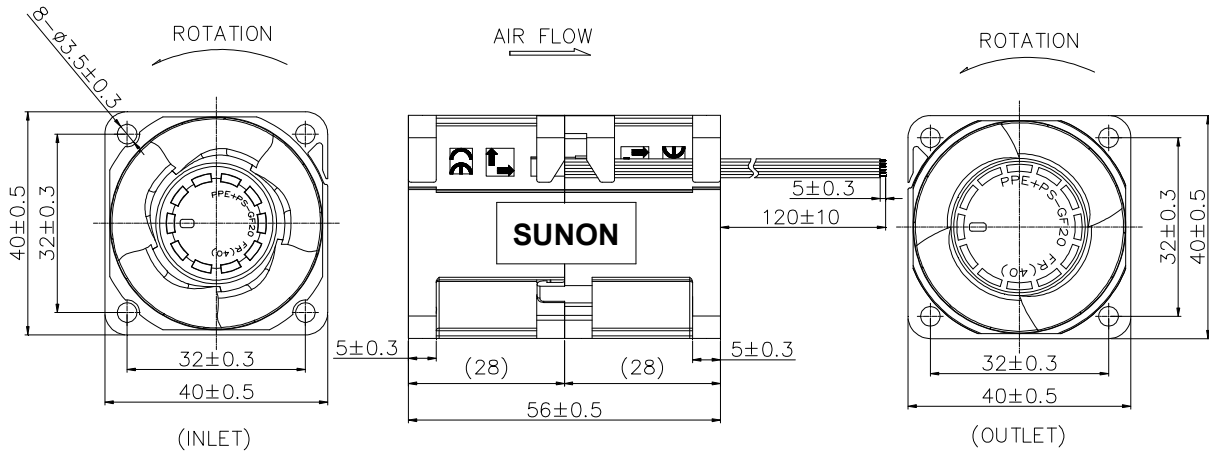 8-ø3.5±0.3
ROTATION
40±0.5
32±0.3
PPE+PS-GF20 FR(40)
32±0.3
40±0.5
(INLET)
AIR FLOW
CE
CE
SUNON
5±0.3
120±10
5±0.3
(28)
(28)
5±0.3
56±0.5
ROTATION
PPE+PS-GF20 FR(40)
32±0.3
40±0.5
32±0.3
40±0.5
(OUTLET)